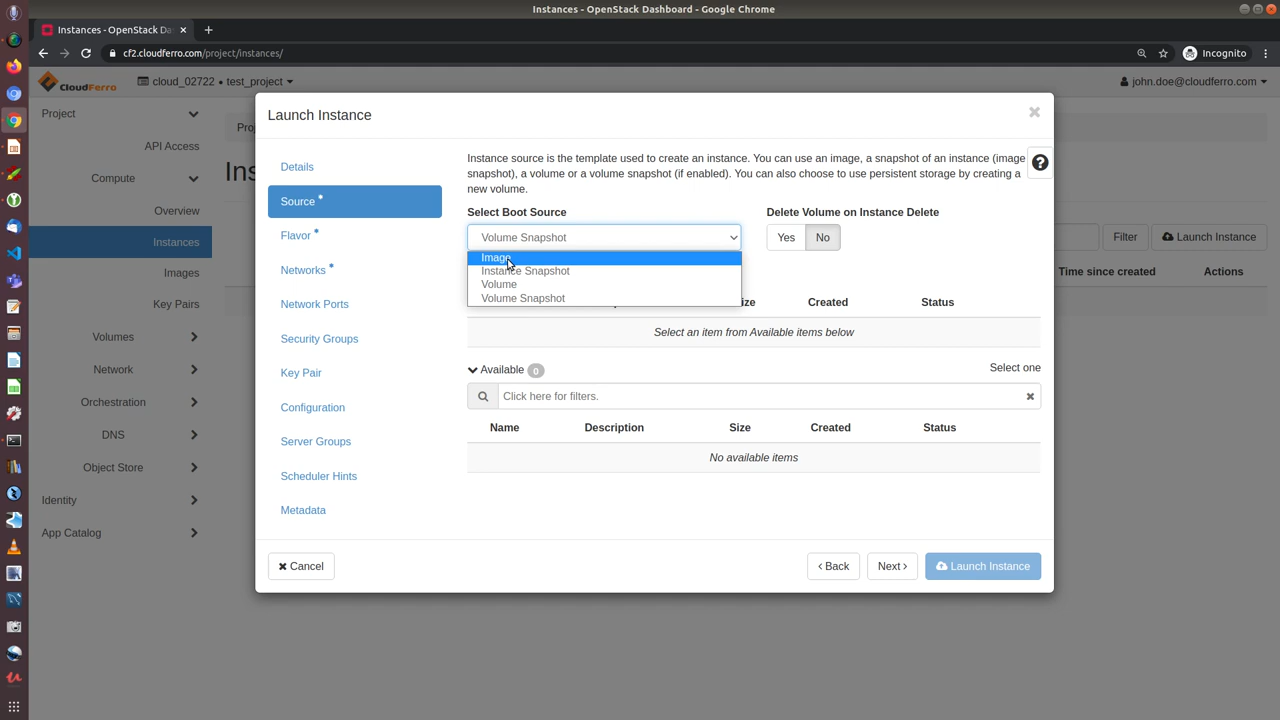 Instances - OpenStack Dashboard - Google Chrome
Instances - OpenStack Da
cf2.cloudferro.com/project/instances/
Incognito
CloudFerro
cloud_02722 • test_project
john.doe@cloudferro.com
Project
API Access
Compute
Overview
Instances
Images
Key Pairs
Volumes
Network
Orchestration
DNS
Object Store
Identity
App Catalog
Filter
Launch Instance
Time since created
Actions
Launch Instance
Details
Source *
Flavor *
Networks *
Network Ports
Security Groups
Key Pair
Configuration
Server Groups
Scheduler Hints
Metadata
Instance source is the template used to create an instance. You can use an image, a snapshot of an instance (image
snapshot), a volume or a volume snapshot (if enabled). You can also choose to use persistent storage by creating a
new volume.
Select Boot Source
Delete Volume on Instance Delete
Volume Snapshot
Yes
No
Image
Instance Snapshot
Volume
Volume Snapshot
Created
Status
Select an item from Available items below
Available 0
Select one
Click here for filters.
Name
Description
Size
Created
Status
No available items
Cancel
‹ Back
Next ›
Launch Instance